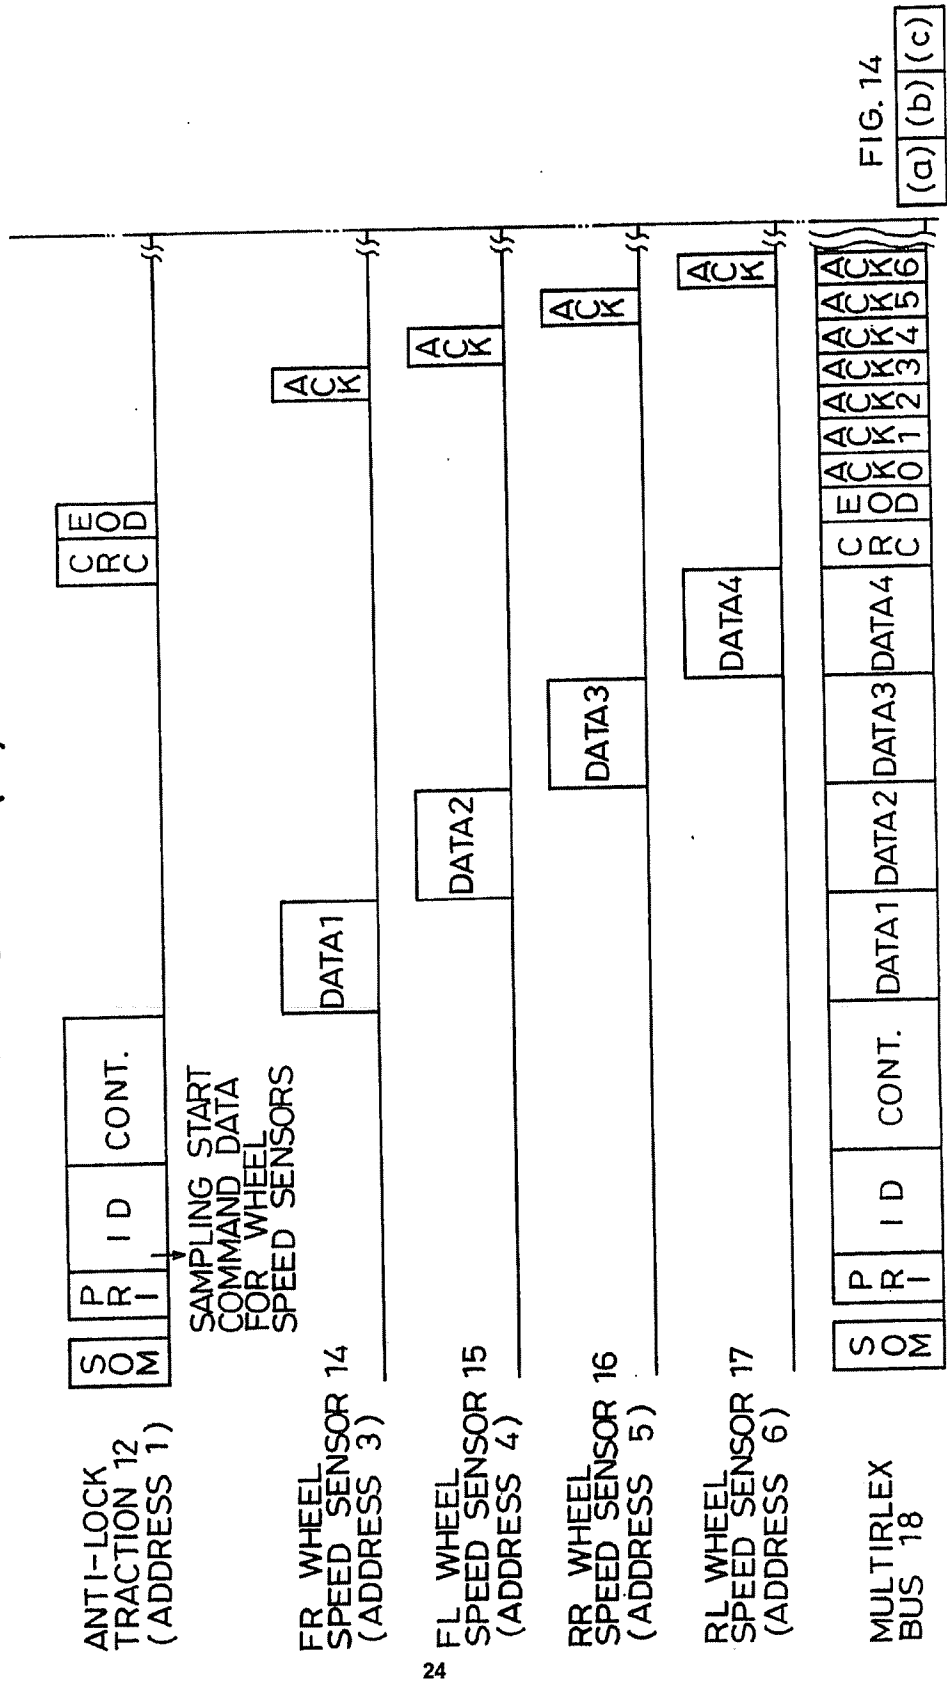 ANTI-LOCK
TRACTION 12
(ADDRESS 1)
SOM
PRI
ID
CONT.
CRC
EOD
SAMPLING START
COMMAND DATA
FOR WHEEL
SPEED SENSORS
FR WHEEL
SPEED SENSOR 14
(ADDRESS 3)
DATA1
ACK
FL WHEEL
SPEED SENSOR 15
(ADDRESS 4)
DATA2
ACK
RR WHEEL
SPEED SENSOR 16
(ADDRESS 5)
DATA3
ACK
RL WHEEL
SPEED SENSOR 17
(ADDRESS 6)
DATA4
ACK
MULTIRLEX
BUS 18
SOM
PRI
ID
CONT.
DATA1
DATA2
DATA3
DATA4
CRC
EOD
ACK0
ACK1
ACK2
ACK3
ACK4
ACK5
ACK6
FIG. 14
(a) (b) (c)
24